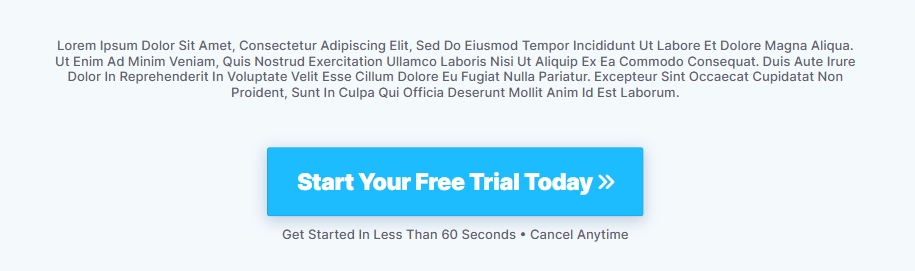 Lorem Ipsum Dolor Sit Amet, Consectetur Adipiscing Elit, Sed Do Eiusmod Tempor Incididunt Ut Labore Et Dolore Magna Aliqua.
Ut Enim Ad Minim Veniam, Quis Nostrud Exercitation Ullamco Laboris Nisi Ut Aliquip Ex Ea Commodo Consequat. Duis Aute Irure
Dolor In Reprehenderit In Voluptate Velit Esse Cillum Dolore Eu Fugiat Nulla Pariatur. Excepteur Sint Occaecat Cupidatat Non
Proident, Sunt In Culpa Qui Officia Deserunt Mollit Anim Id Est Laborum.
Start Your Free Trial Today »
Get Started In Less Than 60 Seconds • Cancel Anytime